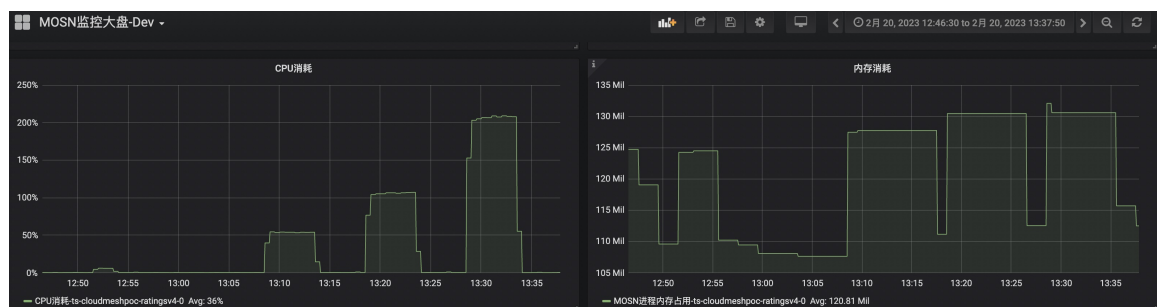 MOSN监控大盘-Dev
2月 20, 2023 12:46:30 to 2月 20, 2023 13:37:50
CPU消耗
250%
200%
150%
100%
50%
0%
12:50 12:55 13:00 13:05 13:10 13:15 13:20 13:25 13:30 13:35
CPU消耗-ts-cloudmeshpoc-ratingsv4-0 Avg: 36%
i
内存消耗
135 Mil
130 Mil
125 Mil
120 Mil
115 Mil
110 Mil
105 Mil
12:50 12:55 13:00 13:05 13:10 13:15 13:20 13:25 13:30 13:35
MOSN进程内存占用-ts-cloudmeshpoc-ratingsv4-0 Avg: 120.81 Mil